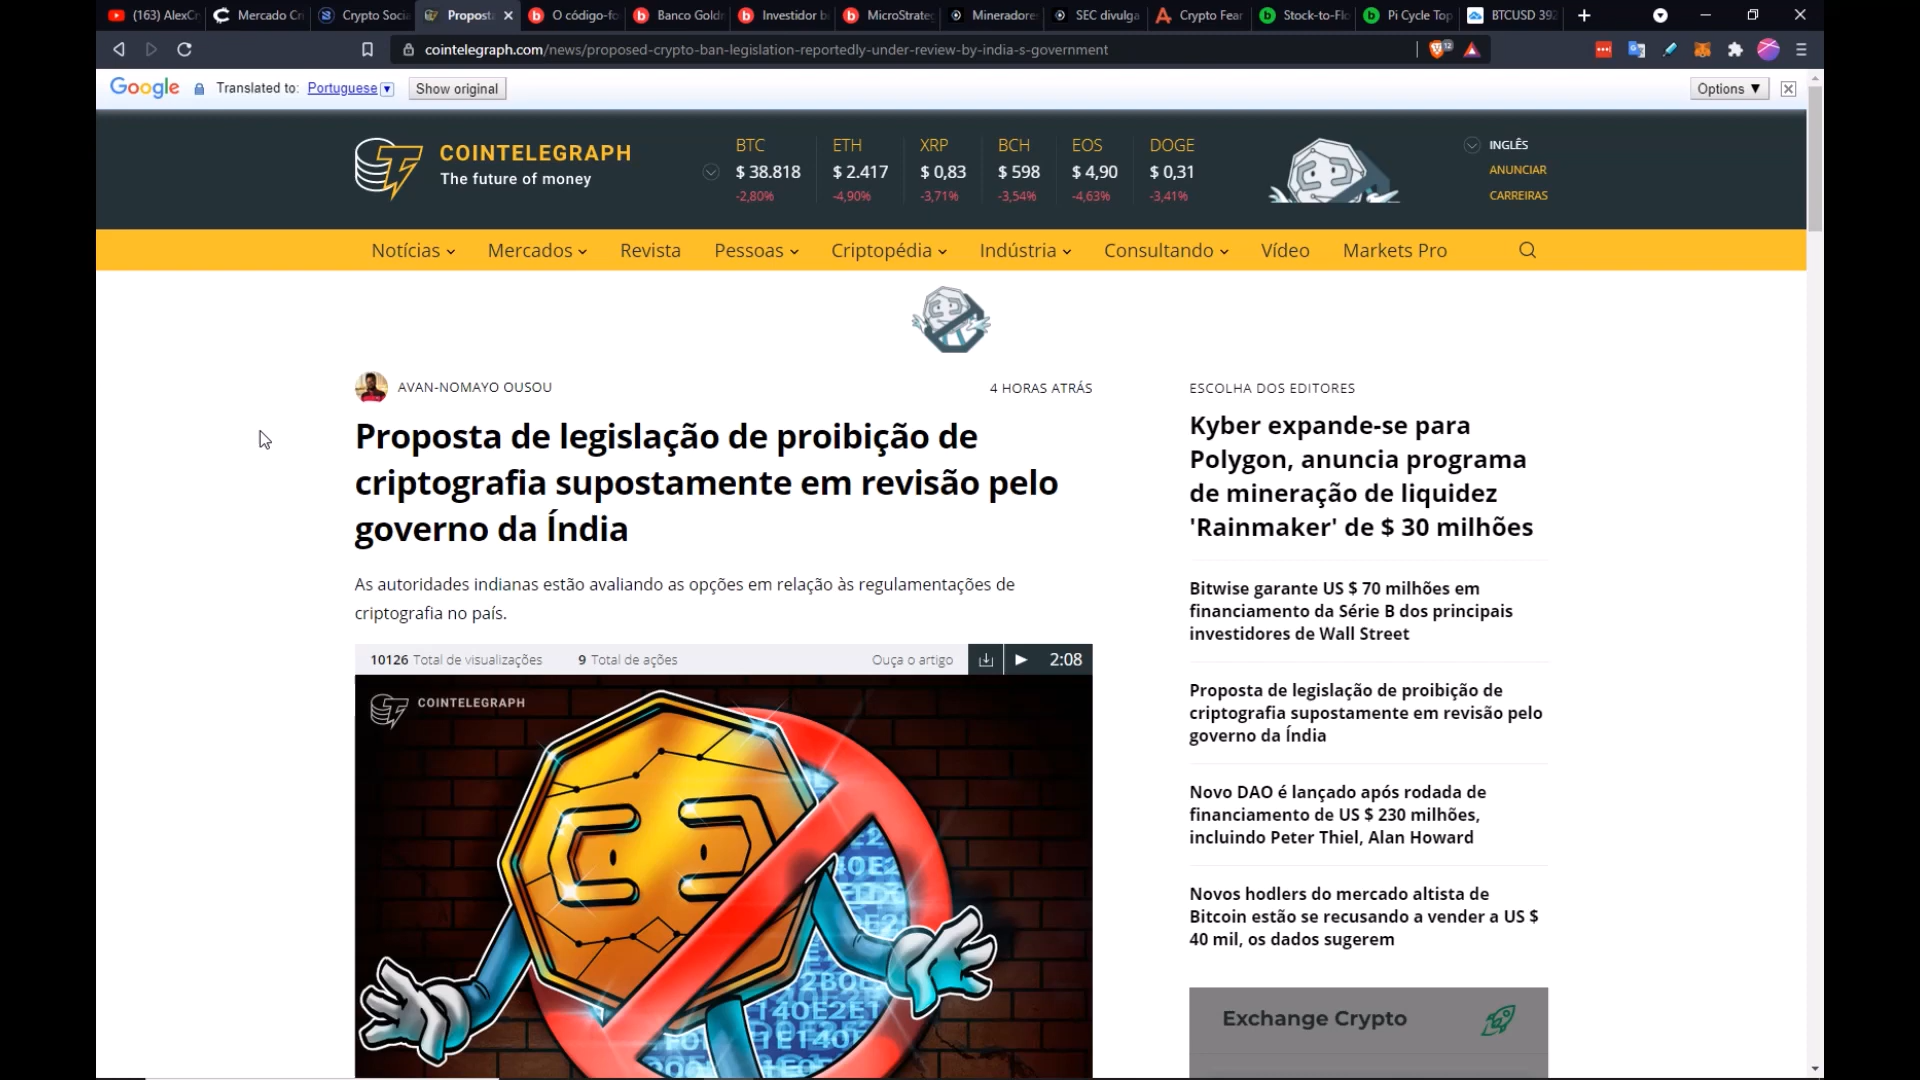 (163) AlexCr
Mercado Cri
Crypto Socia
Propost
O código-fo
Banco Gold
Investidor b
MicroStrateg
Mineradore
SEC divulga
Crypto Fear
Stock-to-Flo
Pi Cycle Top
BTCUSD 392
cointelegraph.com/news/proposed-crypto-ban-legislation-reportedly-under-review-by-india-s-government
12
Google Translated to: Portuguese Show original
Options ▼
COINTELEGRAPH
The future of money
BTC ETH XRP BCH EOS DOGE
$ 38.818 $ 2.417 $ 0,83 $ 598 $ 4,90 $ 0,31
-2,80% -4,90% -3,71% -3,54% -4,63% -3,41%
INGLÊS
ANUNCIAR
CARREIRAS
Notícias Mercados Revista Pessoas Criptopédia Indústria Consultando Vídeo Markets Pro
AVAN-NOMAYO OUSOU
4 HORAS ATRÁS
Proposta de legislação de proibição de
criptografia supostamente em revisão pelo
governo da Índia
As autoridades indianas estão avaliando as opções em relação às regulamentações de
criptografia no país.
10126 Total de visualizações 9 Total de ações Ouça o artigo 2:08
COINTELEGRAPH
ESCOLHA DOS EDITORES
Kyber expande-se para
Polygon, anuncia programa
de mineração de liquidez
'Rainmaker' de $ 30 milhões
Bitwise garante US $ 70 milhões em
financiamento da Série B dos principais
investidores de Wall Street
Proposta de legislação de proibição de
criptografia supostamente em revisão pelo
governo da Índia
Novo DAO é lançado após rodada de
financiamento de US $ 230 milhões,
incluindo Peter Thiel, Alan Howard
Novos hodlers do mercado altista de
Bitcoin estão se recusando a vender a US $
40 mil, os dados sugerem
Exchange Crypto